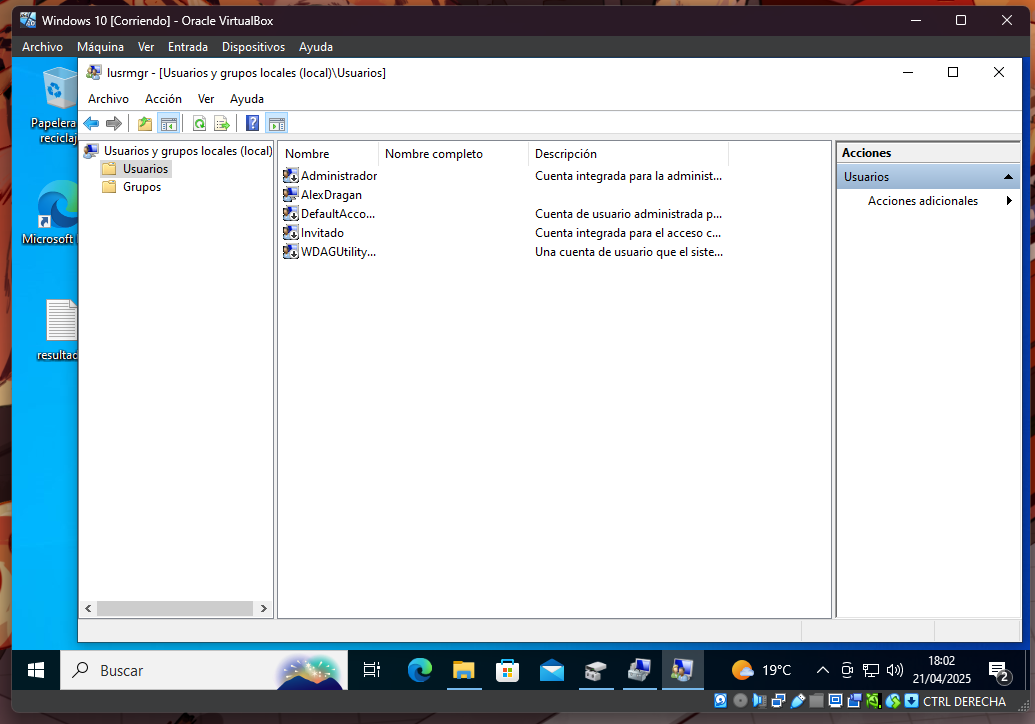 Windows 10 [Corriendo] - Oracle VirtualBox
Archivo Máquina Ver Entrada Dispositivos Ayuda
Papelera
reciclaj
Microsoft
resultad
lusrmgr - [Usuarios y grupos locales (local)\Usuarios]
Archivo Acción Ver Ayuda
Usuarios y grupos locales (local)
Usuarios
Grupos
Nombre Nombre completo Descripción
Administrador Cuenta integrada para la administ...
AlexDragan
DefaultAcco... Cuenta de usuario administrada p...
Invitado Cuenta integrada para el acceso c...
WDAGUtility... Una cuenta de usuario que el siste...
Acciones
Usuarios
Acciones adicionales
Buscar
19°C
18:02
21/04/2025
2
CTRL DERECHA